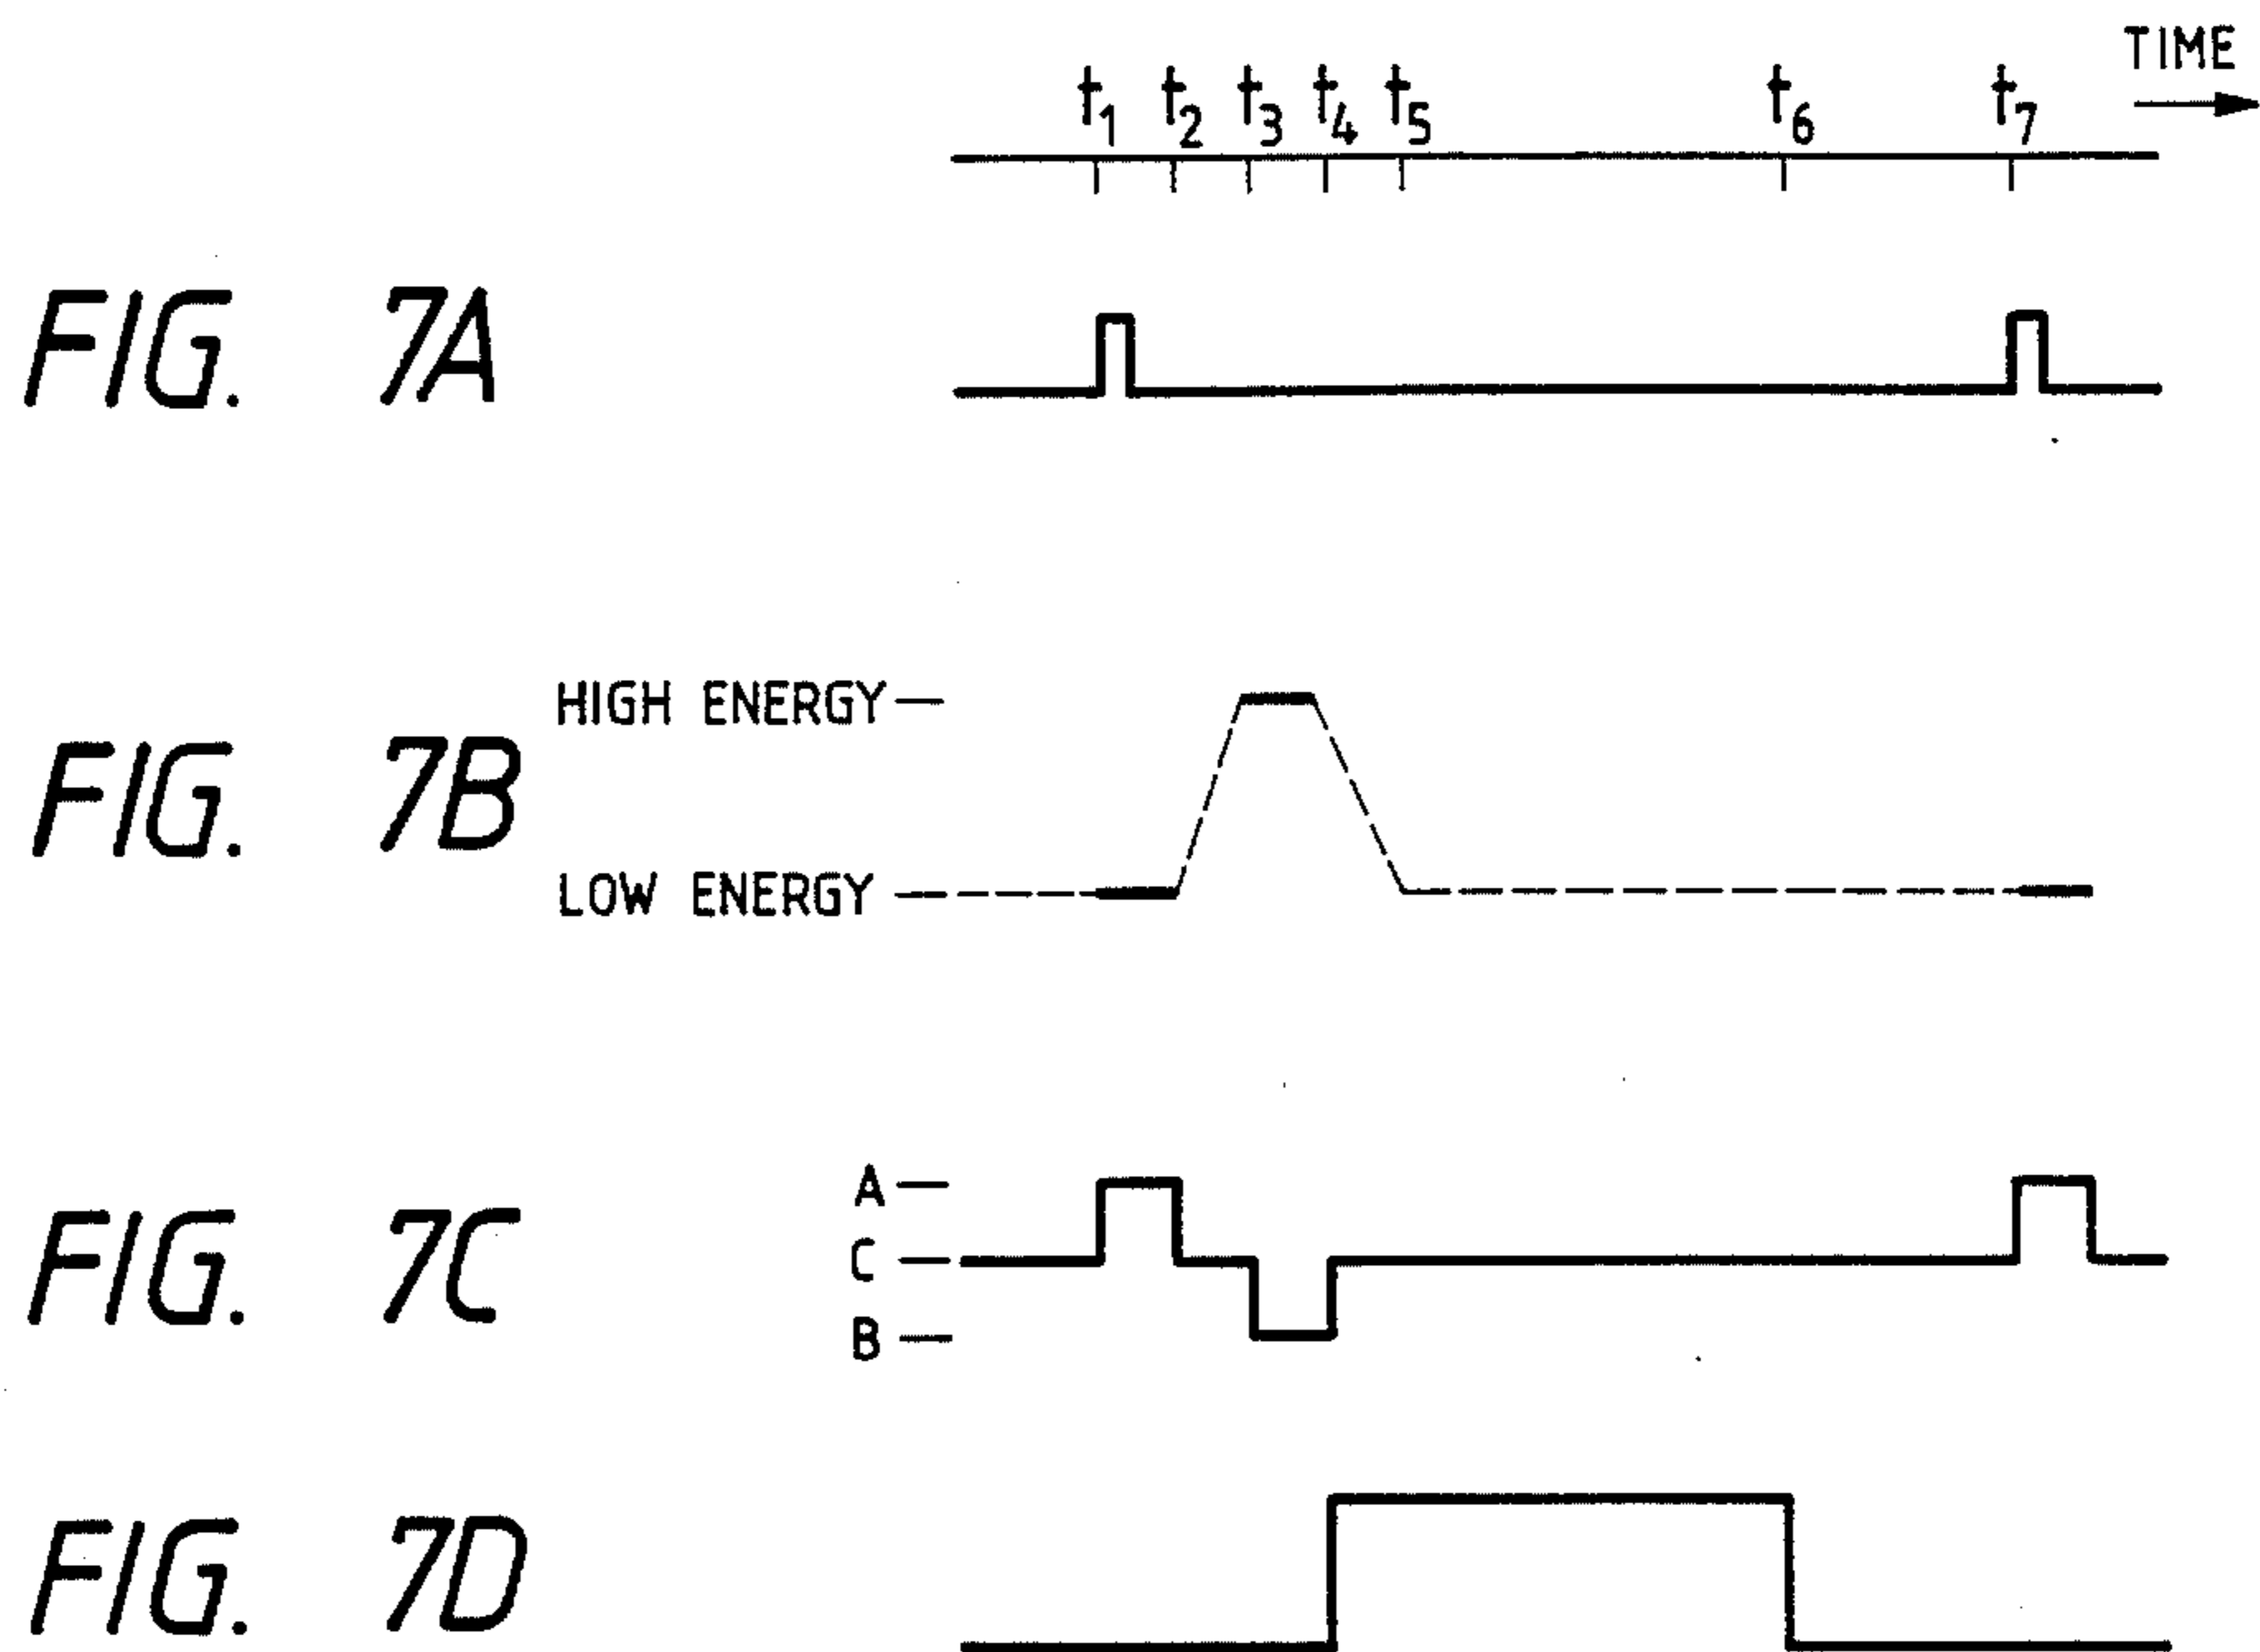 TIME
t1 t2 t3 t4 t5 t6 t7
FIG. 7A
HIGH ENERGY
FIG. 7B
LOW ENERGY
A
FIG. 7C
C
B
FIG. 7D